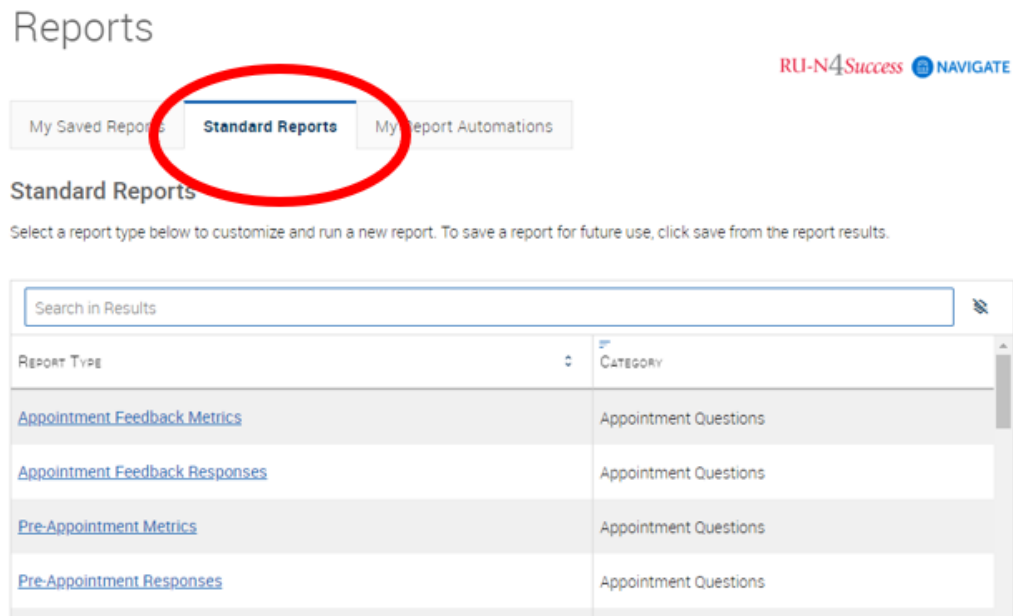 Reports
RU-N4Success NAVIGATE
My Saved Reports Standard Reports My Report Automations
Standard Reports
Select a report type below to customize and run a new report. To save a report for future use, click save from the report results.
Search in Results
REPORT TYPE CATEGORY
Appointment Feedback Metrics Appointment Questions
Appointment Feedback Responses Appointment Questions
Pre-Appointment Metrics Appointment Questions
Pre-Appointment Responses Appointment Questions